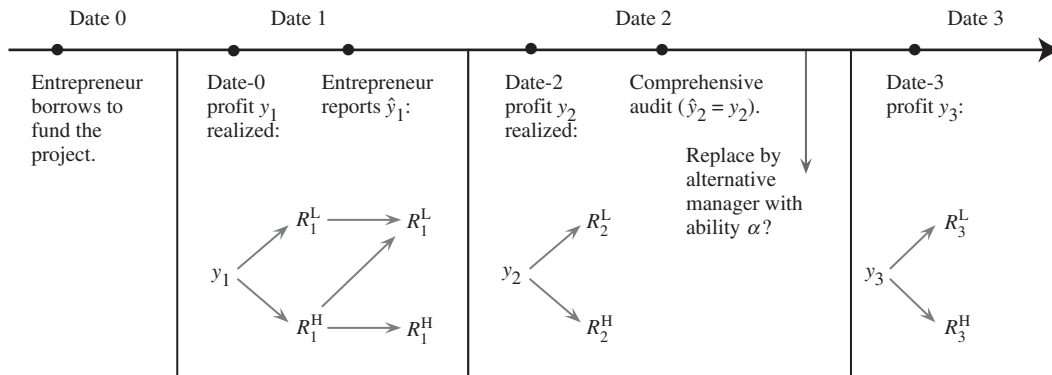 Date 0
Date 1
Date 2
Date 3
Entrepreneur
borrows to
fund the
project.
Date-0
profit y₁
realized:
Entrepreneur
reports ŷ₁:
Date-2
profit y₂
realized:
Comprehensive
audit (ŷ₂ = y₂).
Replace by
alternative
manager with
ability α?
Date-3
profit y₃:
y₁
R₁ᴸ
R₁ᴴ
R₁ᴸ
R₁ᴴ
y₂
R₂ᴸ
R₂ᴴ
y₃
R₃ᴸ
R₃ᴴ